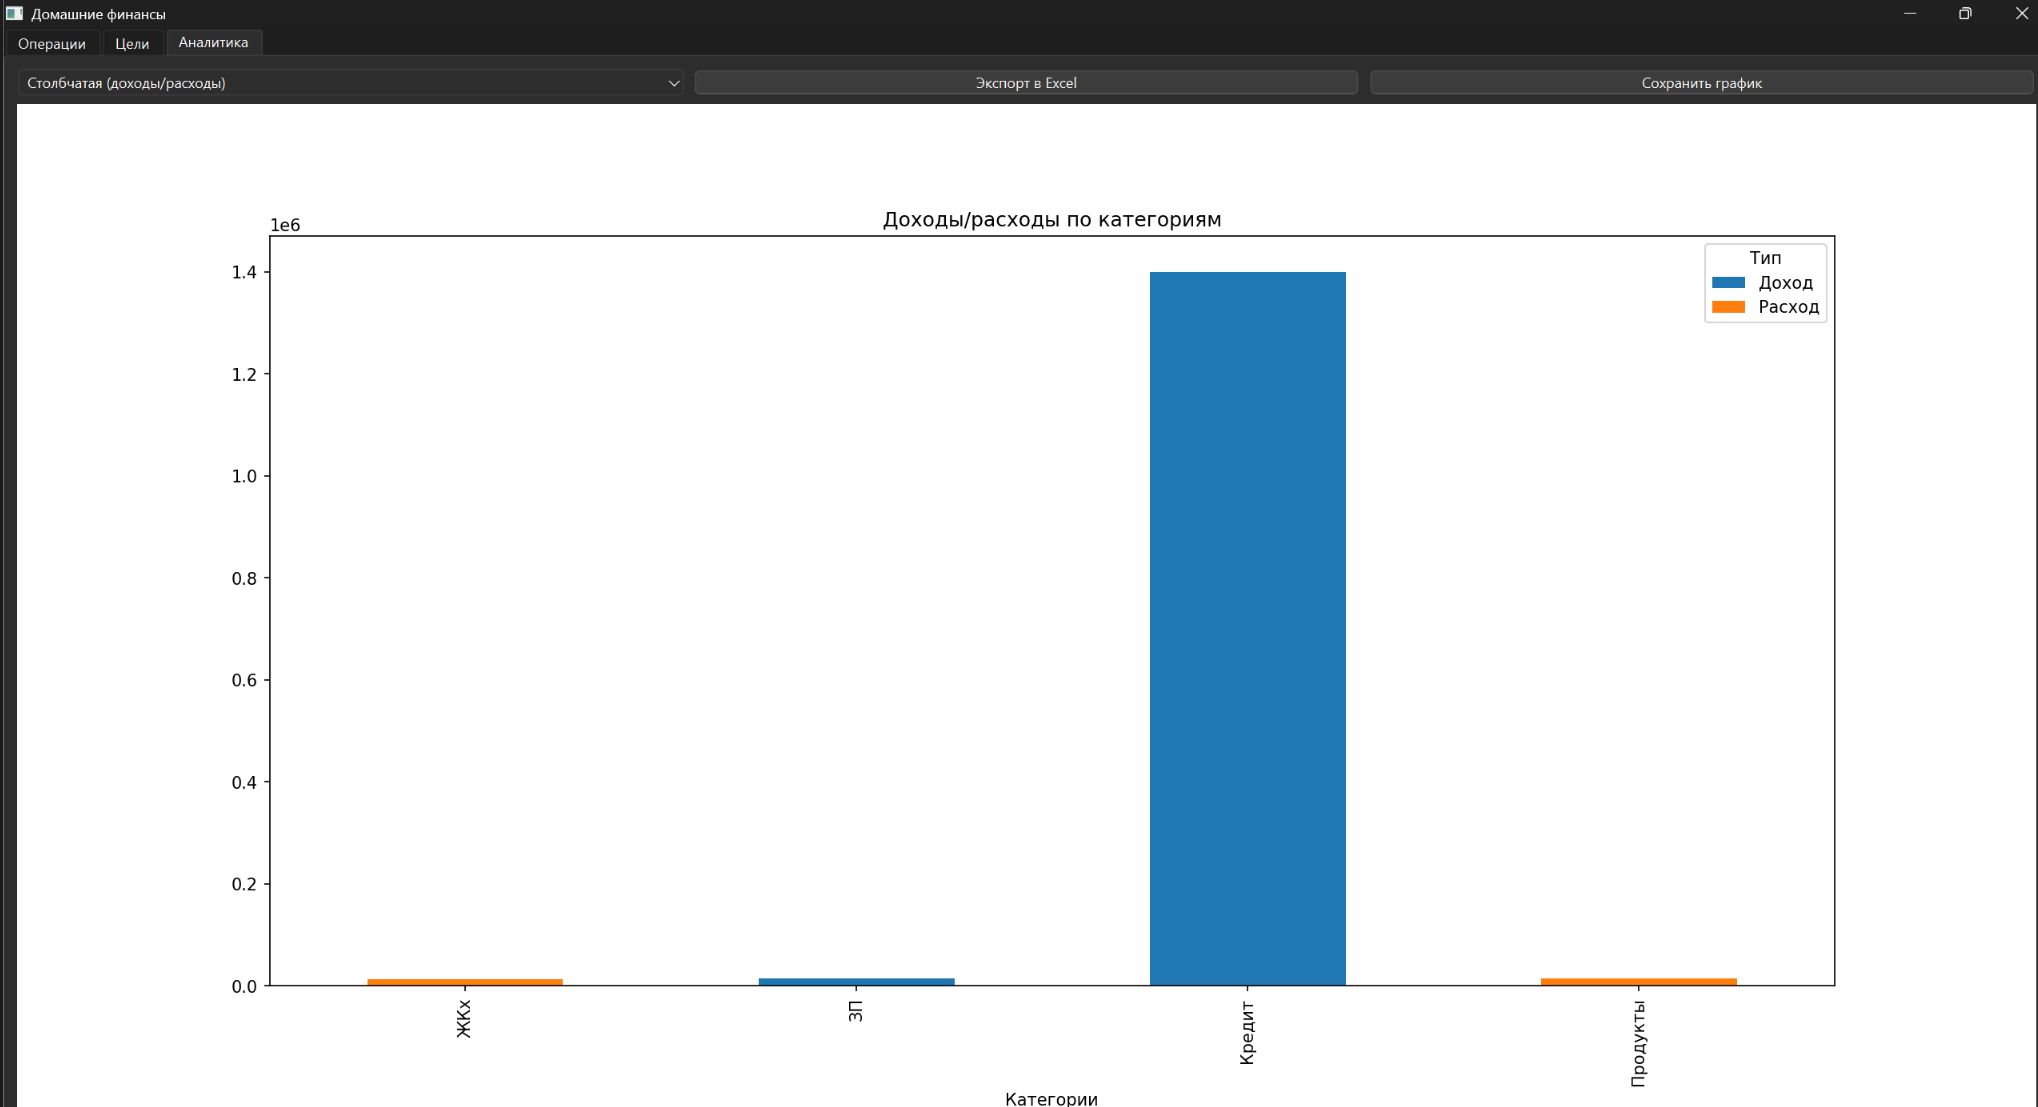 Домашние финансы
Операции
Цели
Аналитика
Столбчатая (доходы/расходы)
Экспорт в Excel
Сохранить график
Доходы/расходы по категориям
1e6
Тип
Доход
Расход
1.4
1.2
1.0
0.8
0.6
0.4
0.2
0.0
ЖКх
ЗП
Кредит
Продукты
Категории